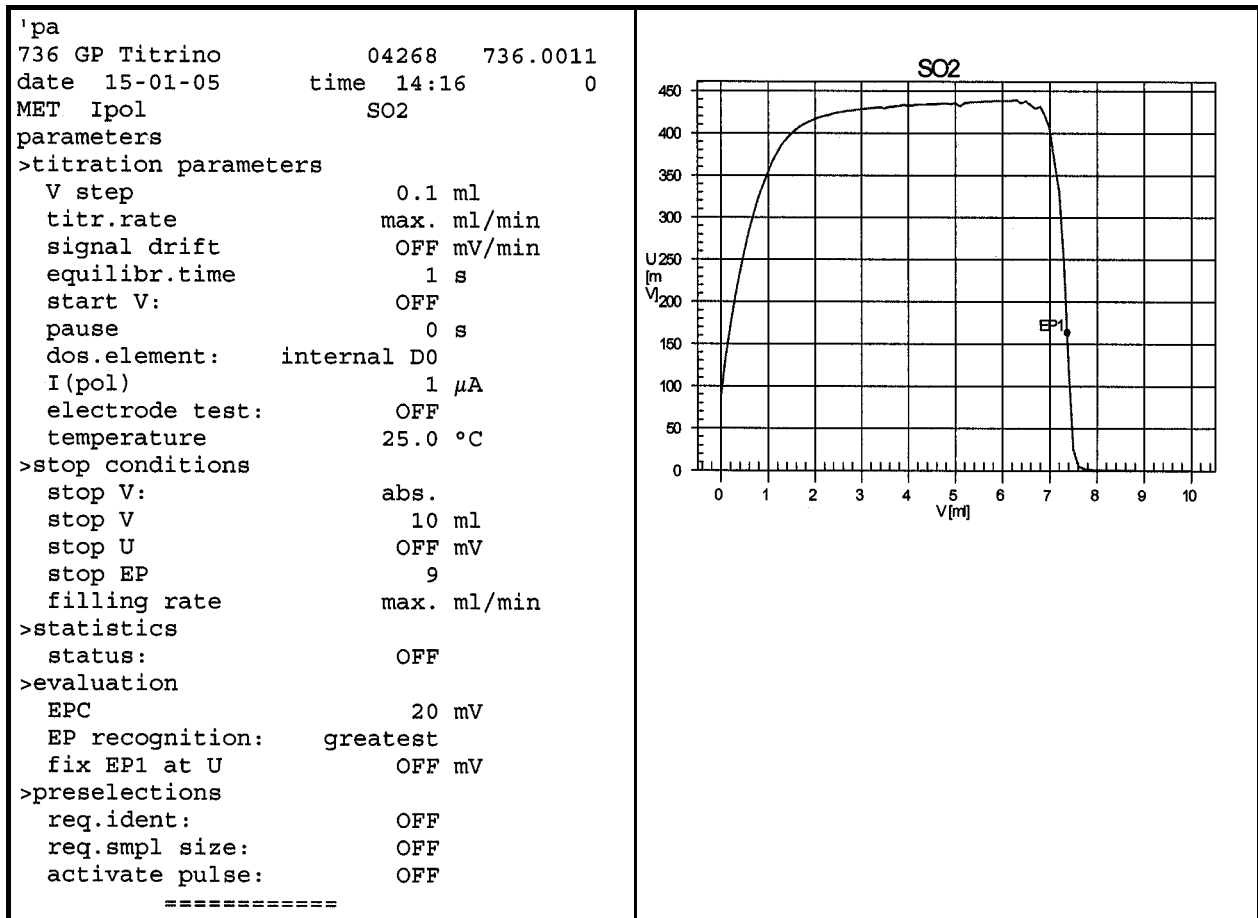 'pa
736 GP Titrino 04268 736.0011
date 15-01-05 time 14:16 0
MET Ipol SO2
parameters
>titration parameters
V step 0.1 ml
titr.rate max. ml/min
signal drift OFF mV/min
equilibr.time 1 s
start V: OFF
pause 0 s
dos.element: internal D0
I(pol) 1 µA
electrode test: OFF
temperature 25.0 °C
>stop conditions
stop V: abs.
stop V 10 ml
stop U OFF mV
stop EP 9
filling rate max. ml/min
>statistics
status: OFF
>evaluation
EPC 20 mV
EP recognition: greatest
fix EP1 at U OFF mV
>preselections
req.ident: OFF
req.smpl size: OFF
activate pulse: OFF
============
SO2
450
400
350
300
U 250
[m
V] 200
EP1
150
100
50
0
0 1 2 3 4 5 6 7 8 9 10
V [ml]